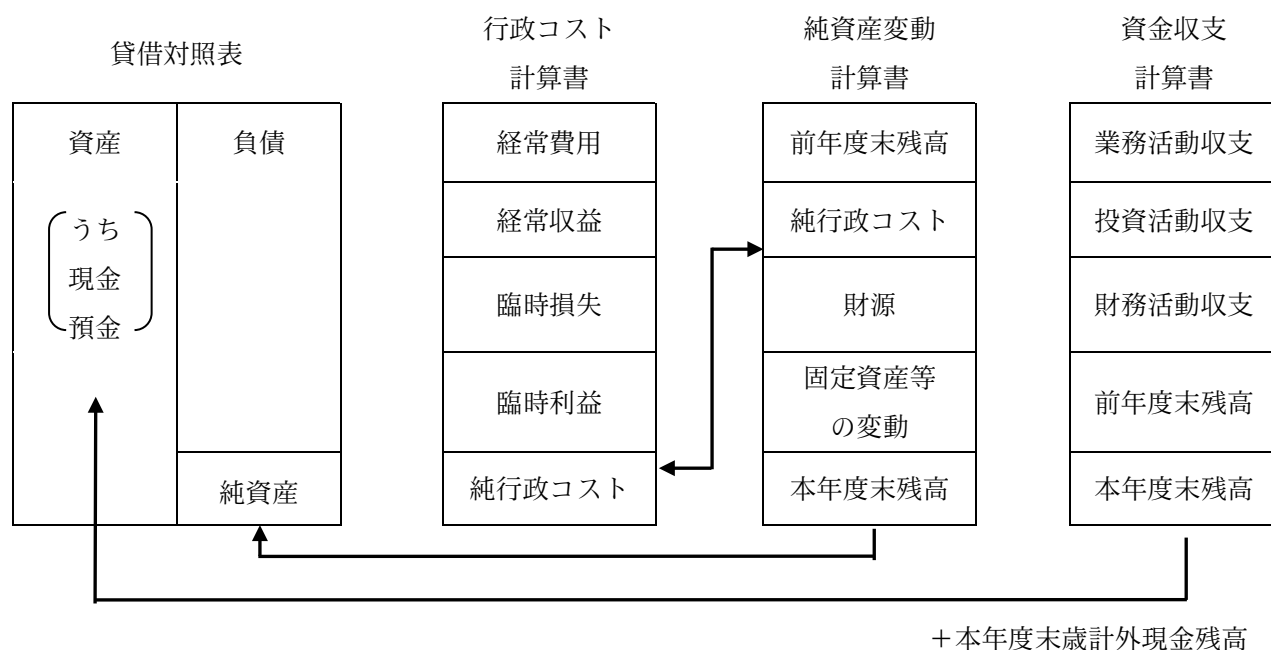 貸借対照表
資産
負債
うち
現金
預金
純資産
行政コスト
計算書
経常費用
経常収益
臨時損失
臨時利益
純行政コスト
純資産変動
計算書
前年度末残高
純行政コスト
財源
固定資産等
の変動
本年度末残高
資金収支
計算書
業務活動収支
投資活動収支
財務活動収支
前年度末残高
本年度末残高
＋本年度末歳計外現金残高